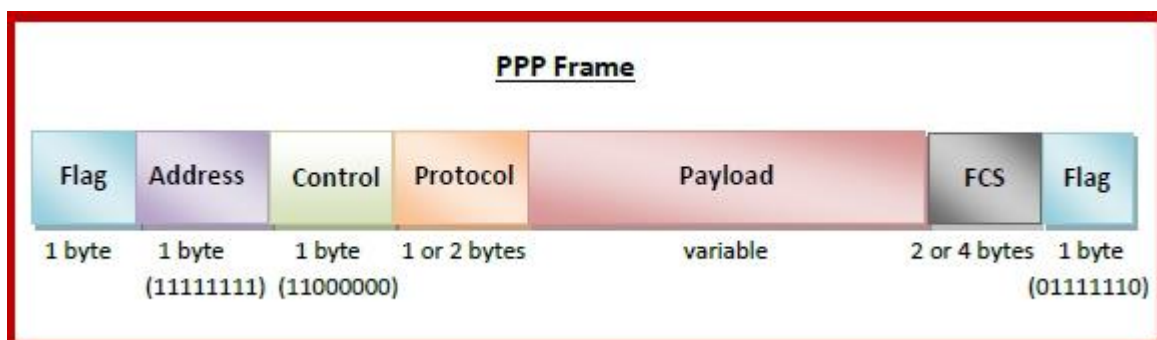 PPP Frame
Flag Address Control Protocol Payload FCS Flag
1 byte 1 byte 1 byte 1 or 2 bytes variable 2 or 4 bytes 1 byte
(11111111) (11000000) (01111110)